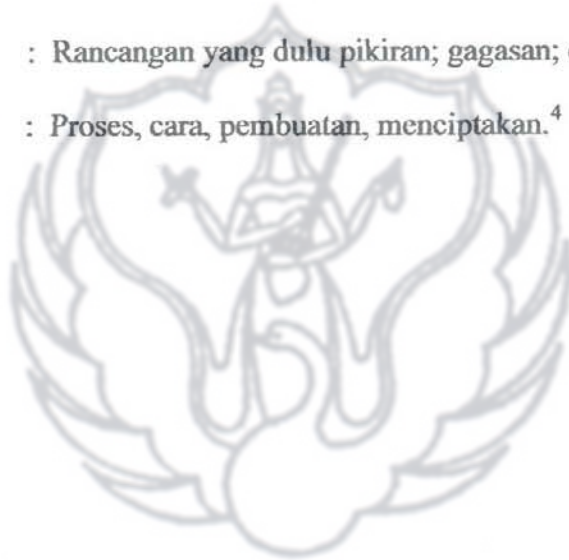 : Rancangan yang dulu pikiran; gagasan;
: Proses, cara, pembuatan, menciptakan.⁴